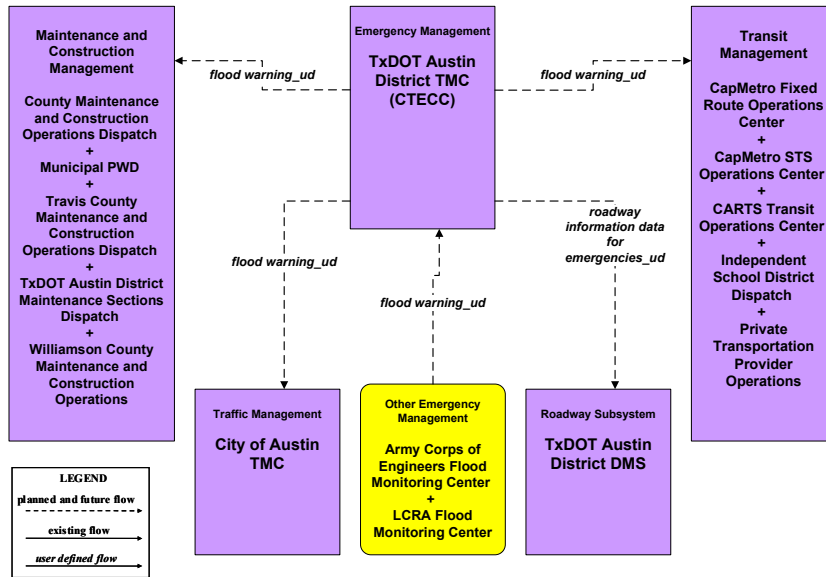 Maintenance and
Construction
Management
County Maintenance
and Construction
Operations Dispatch
+
Municipal PWD
+
Travis County
Maintenance and
Construction
Operations Dispatch
+
TxDOT Austin District
Maintenance Sections
Dispatch
+
Williamson County
Maintenance and
Construction
Operations
flood warning_ud
Emergency Management
TxDOT Austin
District TMC
(CTECC)
flood warning_ud
Transit
Management
CapMetro Fixed
Route Operations
Center
+
CapMetro STS
Operations Center
+
CARTS Transit
Operations Center
+
Independent
School District
Dispatch
+
Private
Transportation
Provider
Operations
flood warning_ud
flood warning_ud
roadway
information data
for
emergencies_ud
Traffic Management
City of Austin
TMC
Other Emergency
Management
Army Corps of
Engineers Flood
Monitoring Center
+
LCRA Flood
Monitoring Center
Roadway Subsystem
TxDOT Austin
District DMS
LEGEND
planned and future flow
existing flow
user defined flow